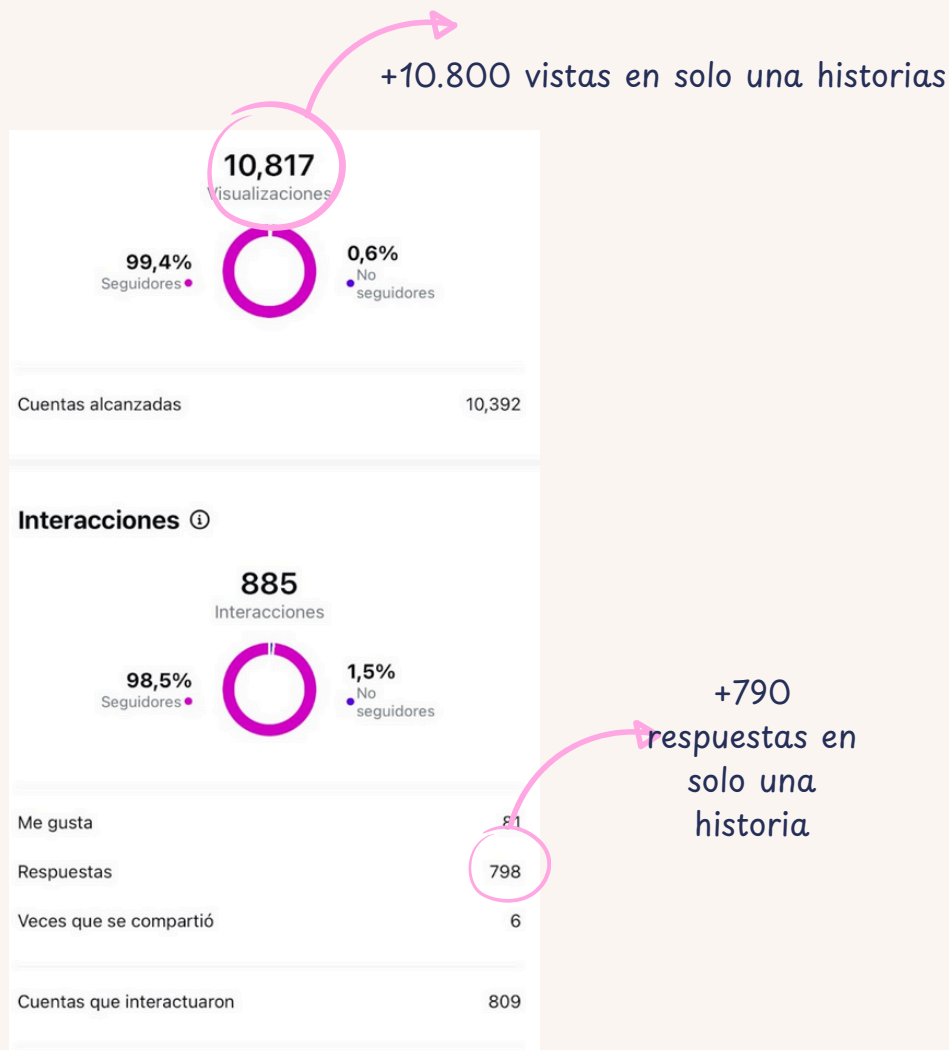 +10.800 vistas en solo una historias
10,817
Visualizaciones
99,4%
Seguidores
0,6%
No
seguidores
Cuentas alcanzadas 10,392
Interacciones
885
Interacciones
98,5%
Seguidores
1,5%
No
seguidores
+790
respuestas en
solo una
historia
Me gusta 81
Respuestas 798
Veces que se compartió 6
Cuentas que interactuaron 809